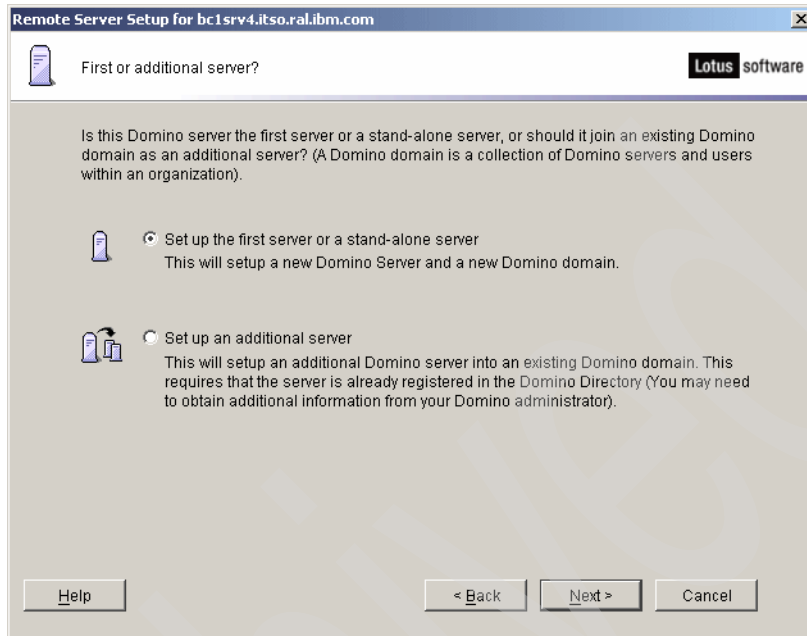 Remote Server Setup for bc1srv4.itso.ral.ibm.com
First or additional server?
Lotus software
Is this Domino server the first server or a stand-alone server, or should it join an existing Domino
domain as an additional server? (A Domino domain is a collection of Domino servers and users
within an organization).
Set up the first server or a stand-alone server
This will setup a new Domino Server and a new Domino domain.
Set up an additional server
This will setup an additional Domino server into an existing Domino domain. This
requires that the server is already registered in the Domino Directory (You may need
to obtain additional information from your Domino administrator).
Help
< Back
Next >
Cancel